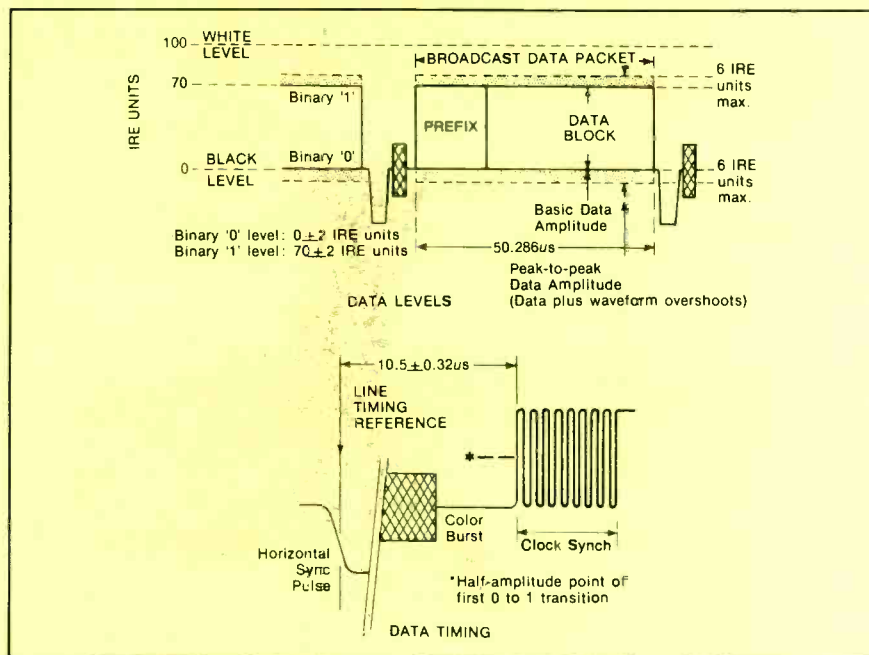 WHITE
LEVEL
100
BROADCAST DATA PACKET
6 IRE
units
max.
70
IRE UNITS
Binary '1'
PREFIX
DATA
BLOCK
Binary '0'
0
BLACK
LEVEL
6 IRE
units
max.
Basic Data
Amplitude
Binary '0' level: 0±2 IRE units
Binary '1' level: 70±2 IRE units
50.286us
Peak-to-peak
Data Amplitude
(Data plus waveform overshoots)
DATA LEVELS
10.5±0.32us
LINE
TIMING
REFERENCE
*
Color
Burst
Clock Synch
Horizontal
Sync
Pulse
*Half-amplitude point of
first 0 to 1 transition
DATA TIMING